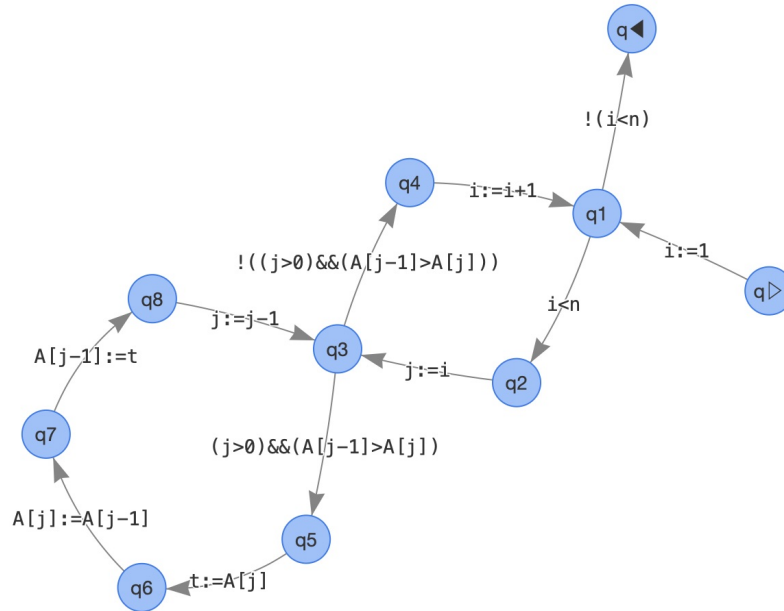 q◀
!(i<n)
q4
i:=i+1
q1
!((j>0)&&(A[j-1]>A[j]))
i:=1
q▷
q8
i<n
j:=j-1
q3
A[j-1]:=t
j:=i
q2
q7
(j>0)&&(A[j-1]>A[j])
A[j]:=A[j-1]
q5
t:=A[j]
q6